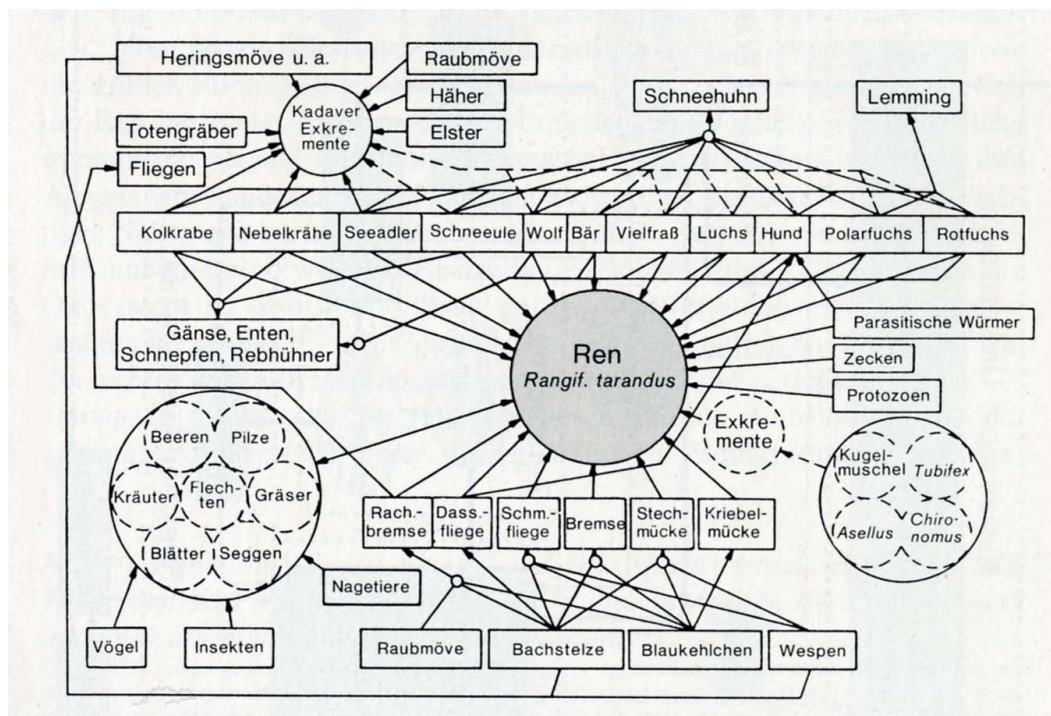 Heringsmöve u. a.
Raubmöve
Häher
Elster
Kadaver
Exkre-
mente
Totengräber
Fliegen
Schneehuhn
Lemming
Kolkrabe
Nebelkrähe
Seeadler
Schneeule
Wolf
Bär
Vielfraß
Luchs
Hund
Polarfuchs
Rotfuchs
Gänse, Enten,
Schnepfen, Rebhühner
Ren
Rangif. tarandus
Parasitische Würmer
Zecken
Protozoen
Exkre-
mente
Beeren
Pilze
Kräuter
Flech-
ten
Gräser
Blätter
Seggen
Kugel-
muschel
Tubifex
Asellus
Chiro-
nomus
Rach.-
bremse
Dass.-
fliege
Schm.-
fliege
Bremse
Stech-
mücke
Kriebel-
mücke
Nagetiere
Vögel
Insekten
Raubmöve
Bachstelze
Blaukehlchen
Wespen